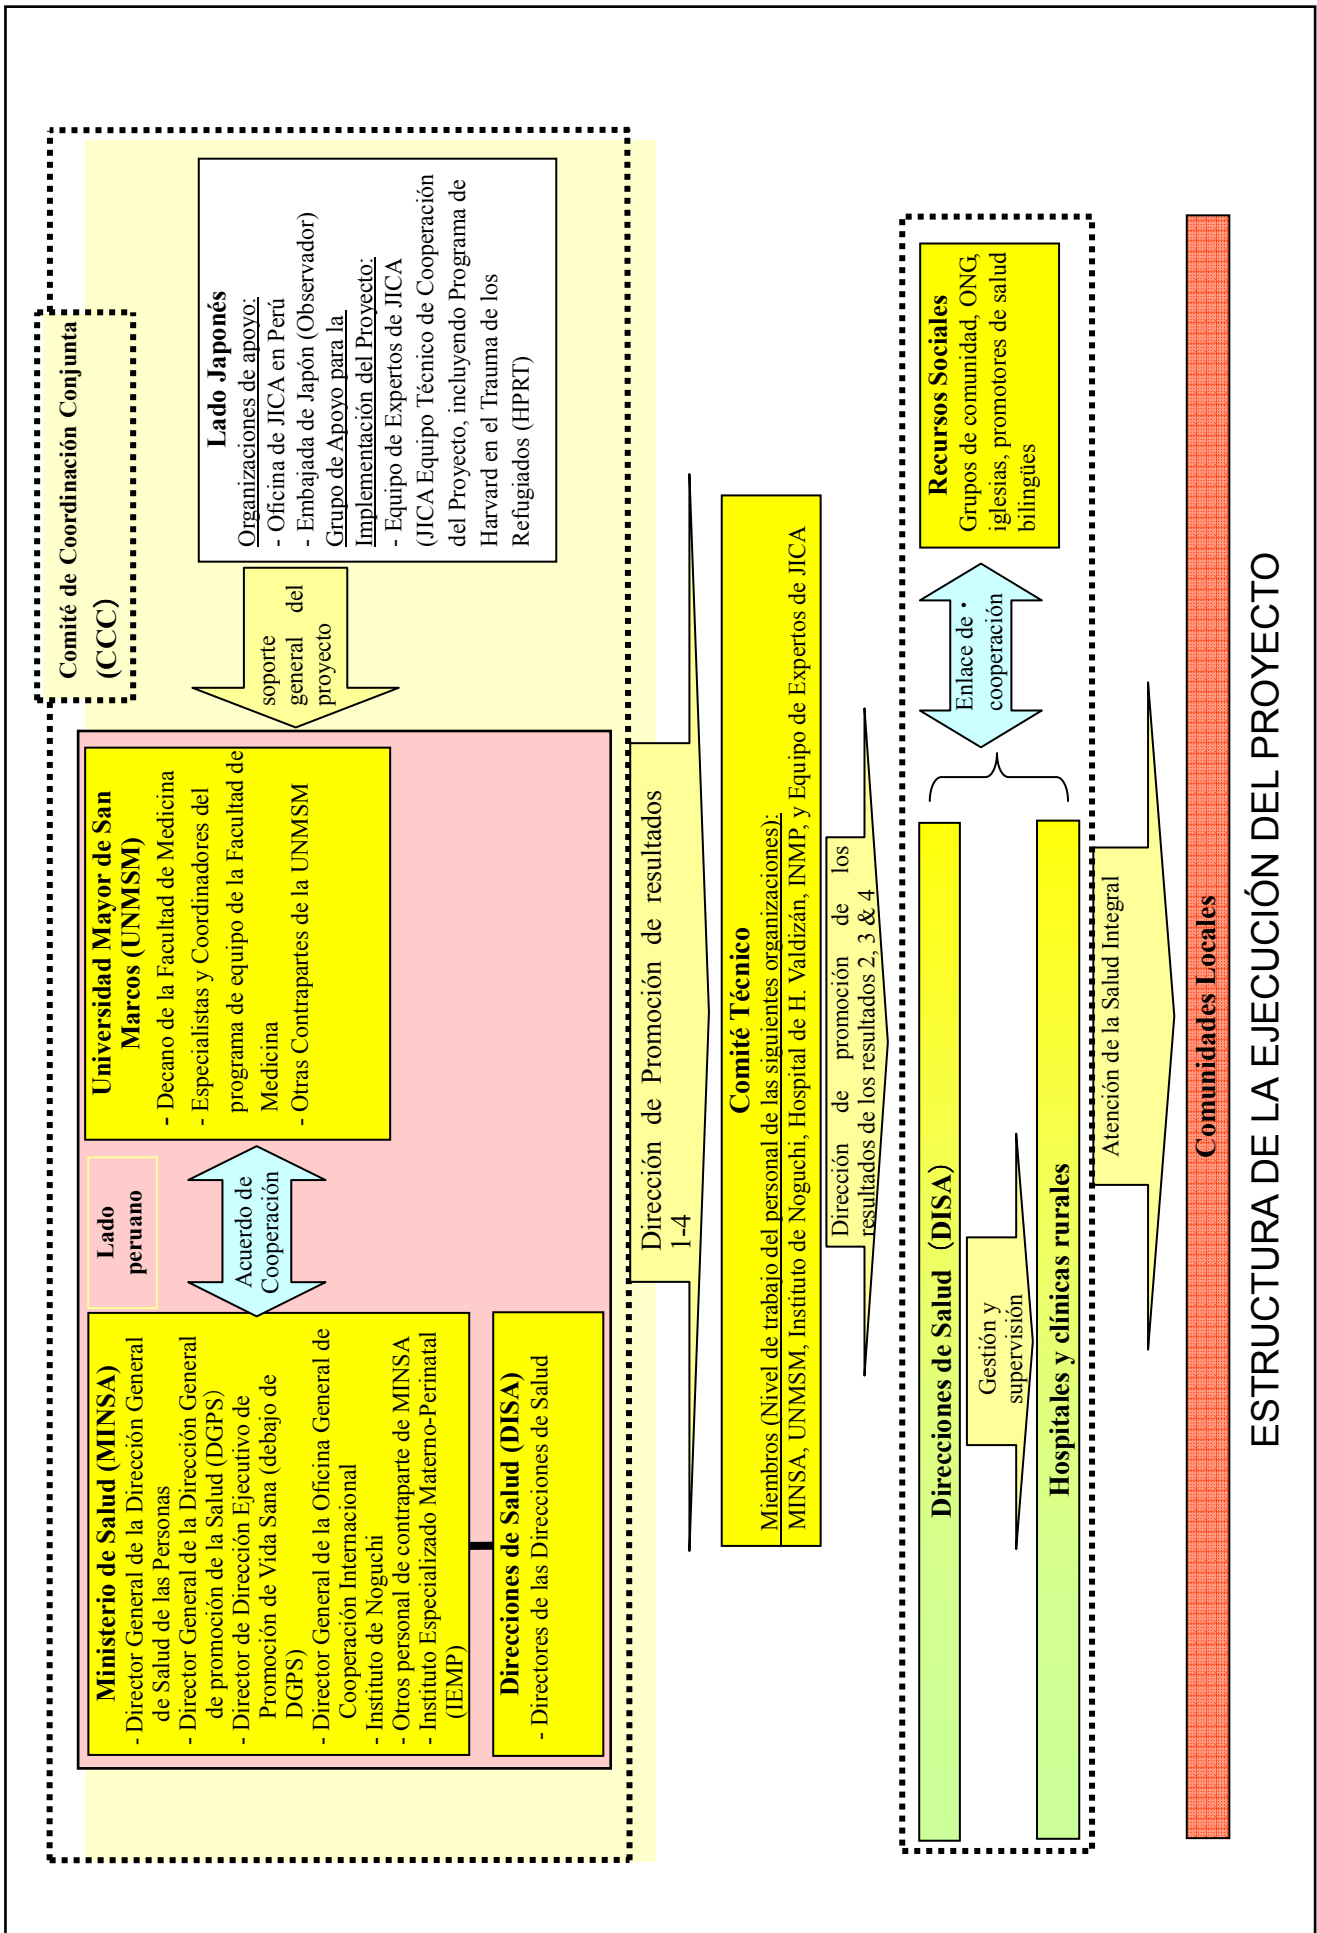 Comité de Coordinación Conjunta
(CCC)
Ministerio de Salud (MINSA)
- Director General de la Dirección General
de Salud de las Personas
- Director General de la Dirección General
de promoción de la Salud (DGPS)
- Director de Dirección Ejecutivo de
Promoción de Vida Sana (debajo de
DGPS)
- Director General de la Oficina General de
Cooperación Internacional
- Instituto de Noguchi
- Otros personal de contraparte de MINSA
- Instituto Especializado Materno-Perinatal
(IEMP)
Direcciones de Salud (DISA)
- Directores de las Direcciones de Salud
Lado
peruano
Acuerdo de
Cooperación
Universidad Mayor de San
Marcos (UNMSM)
- Decano de la Facultad de Medicina
- Especialistas y Coordinadores del
programa de equipo de la Facultad de
Medicina
- Otras Contrapartes de la UNMSM
soporte
general del
proyecto
Lado Japonés
Organizaciones de apoyo:
- Oficina de JICA en Perú
- Embajada de Japón (Observador)
Grupo de Apoyo para la
Implementación del Proyecto:
- Equipo de Expertos de JICA
(JICA Equipo Técnico de Cooperación
del Proyecto, incluyendo Programa de
Harvard en el Trauma de los
Refugiados (HPRT)
Dirección de Promoción de resultados
1-4
Comité Técnico
Miembros (Nivel de trabajo del personal de las siguientes organizaciones):
MINSA, UNMSM, Instituto de Noguchi, Hospital de H. Valdizán, INMP, y Equipo de Expertos de JICA
Dirección de promoción de los
resultados de los resultados 2, 3 & 4
Direcciones de Salud (DISA)
Gestión y
supervisión
Hospitales y clínicas rurales
Enlace de ·
cooperación
Recursos Sociales
Grupos de comunidad, ONG,
iglesias, promotores de salud
bilingües
Atención de la Salud Integral
Comunidades Locales
ESTRUCTURA DE LA EJECUCIÓN DEL PROYECTO